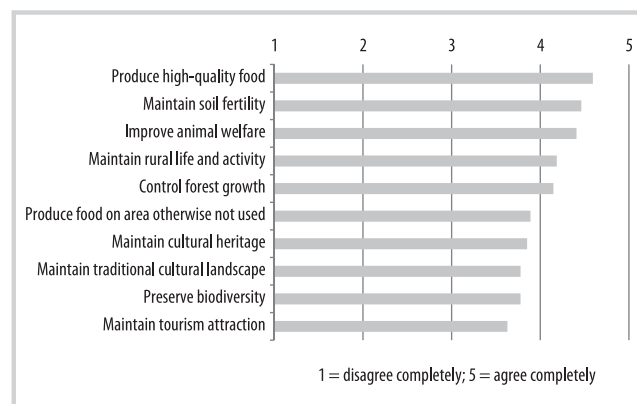 1 2 3 4 5
Produce high-quality food
Maintain soil fertility
Improve animal welfare
Maintain rural life and activity
Control forest growth
Produce food on area otherwise not used
Maintain cultural heritage
Maintain traditional cultural landscape
Preserve biodiversity
Maintain tourism attraction
1 = disagree completely; 5 = agree completely